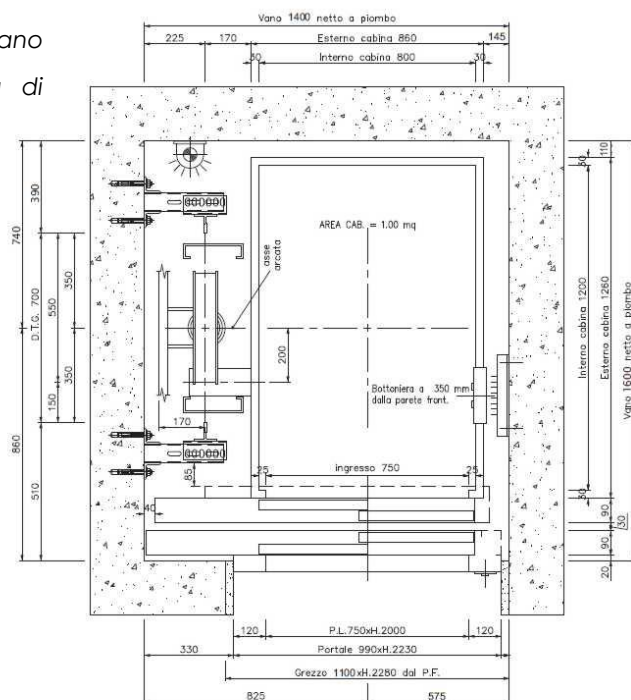 ano
di
Vano 1400 netto a piombo
225
170
Esterno cabina 860
145
30
Interno cabina 800
30
740
390
D.T.G. 700
550
350
350
150
860
510
AREA CAB. = 1.00 mq
asse
arcata
200
Bottoniera a 350 mm
dalla parete front.
170
85
25
ingresso 750
25
40
110
30
Interno cabina 1200
Esterno cabina 1260
Vano 1600 netto a piombo
30
90
30
90
20
120
P.L.750xH.2000
120
330
Portale 990xH.2230
Grezzo 1100xH.2280 dal P.F.
825
575